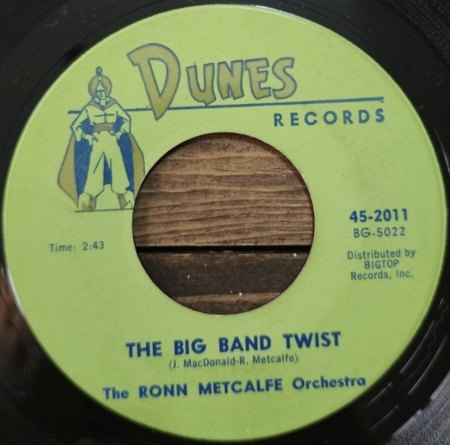 DUNES
RECORDS
45-2011
BG-5022
Time: 2:43
Distributed by
BIGTOP
Records, Inc.
THE BIG BAND TWIST
(J. MacDonald-R. Metcalfe)
The RONN METCALFE Orchestra